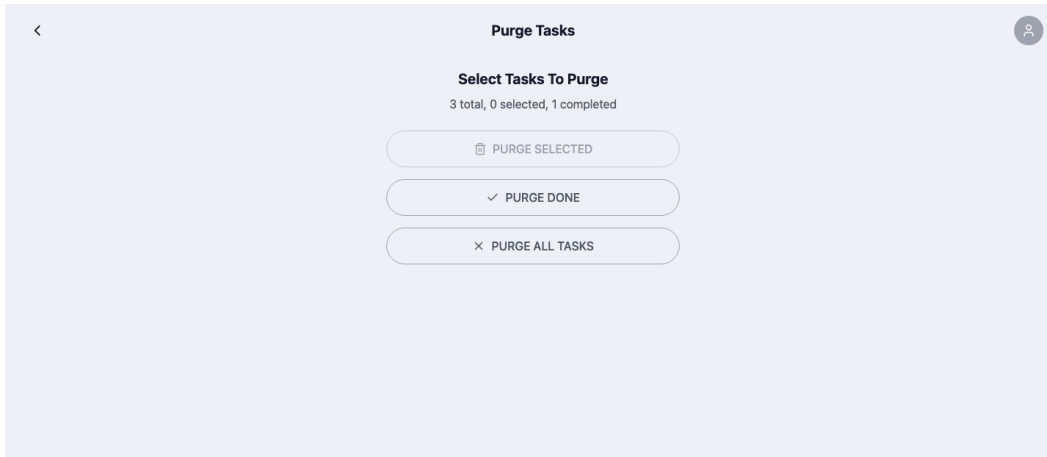 Purge Tasks
Select Tasks To Purge
3 total, 0 selected, 1 completed
PURGE SELECTED
PURGE DONE
PURGE ALL TASKS